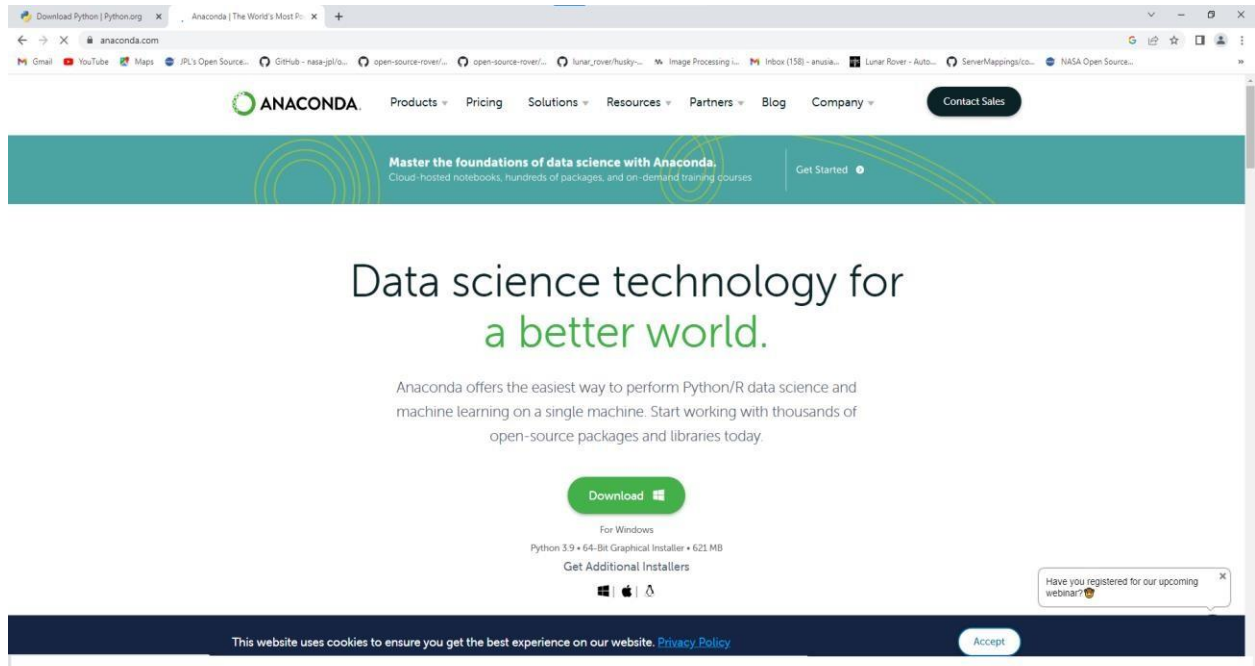 Download Python | Python.org
Anaconda | The World's Most Po
anaconda.com
Gmail YouTube Maps JPL's Open Source... GitHub - nasa-jpl/o... open-source-rover/... open-source-rover/... lunar_rover/husky-... Image Processing i... Inbox (158) - anusia... Lunar Rover - Auto... ServerMappings/co... NASA Open Source...
ANACONDA. Products Pricing Solutions Resources Partners Blog Company Contact Sales
Master the foundations of data science with Anaconda.
Cloud-hosted notebooks, hundreds of packages, and on-demand training courses
Get Started
Data science technology for
a better world.
Anaconda offers the easiest way to perform Python/R data science and
machine learning on a single machine. Start working with thousands of
open-source packages and libraries today.
Download
For Windows
Python 3.9 • 64-Bit Graphical Installer • 621 MB
Get Additional Installers
Have you registered for our upcoming
webinar?
This website uses cookies to ensure you get the best experience on our website. Privacy Policy
Accept